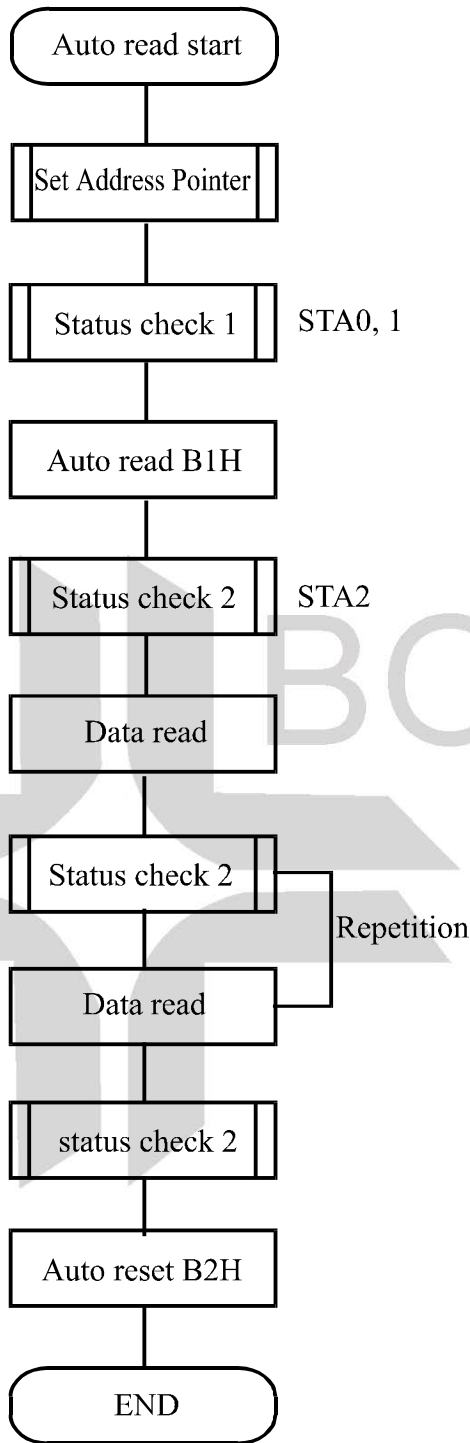 Auto read start
Set Address Pointer
Status check 1
STA0, 1
Auto read B1H
Status check 2
STA2
BO
Data read
Status check 2
Repetition
Data read
status check 2
Auto reset B2H
END